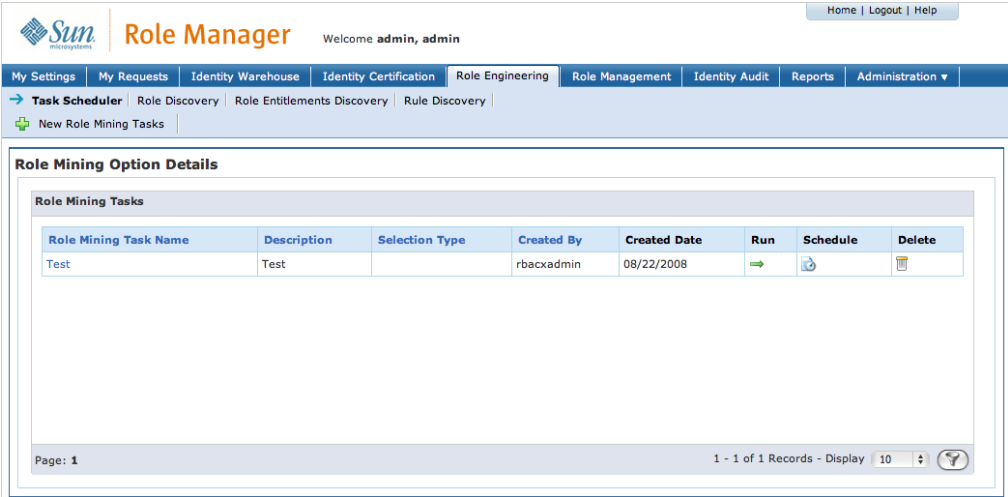 Home | Logout | Help
Sun microsystems Role Manager Welcome admin, admin
My Settings My Requests Identity Warehouse Identity Certification Role Engineering Role Management Identity Audit Reports Administration ▼
Task Scheduler Role Discovery Role Entitlements Discovery Rule Discovery
New Role Mining Tasks
Role Mining Option Details
Role Mining Tasks
Role Mining Task Name Description Selection Type Created By Created Date Run Schedule Delete
Test Test rbacxadmin 08/22/2008
Page: 1 1 - 1 of 1 Records - Display 10